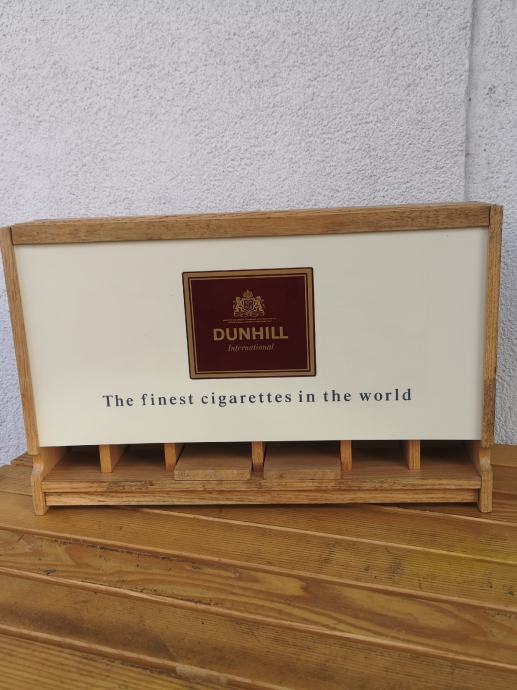 DUNHILL
International
The finest cigarettes in the world